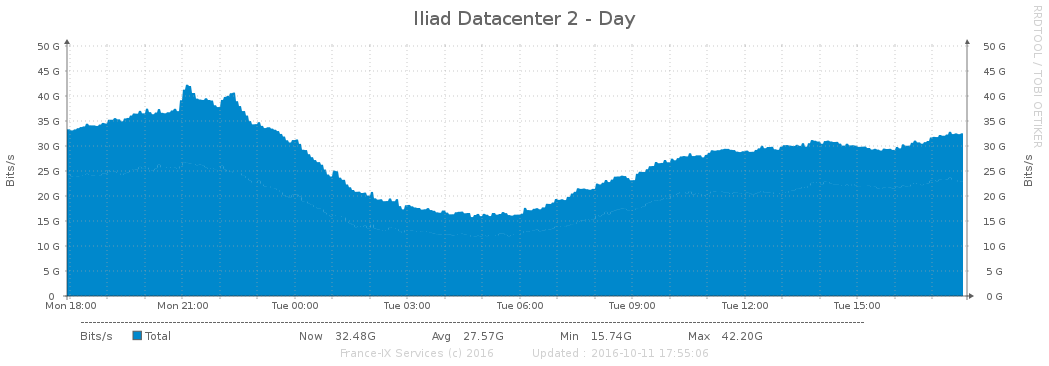 Iliad Datacenter 2 - Day
RRDTOOL / TOBI OETIKER
50 G 50 G
45 G 45 G
40 G 40 G
35 G 35 G
30 G 30 G
25 G 25 G
20 G 20 G
15 G 15 G
10 G 10 G
5 G 5 G
0 0 G
Bits/s
Bits/s
Mon 18:00 Mon 21:00 Tue 00:00 Tue 03:00 Tue 06:00 Tue 09:00 Tue 12:00 Tue 15:00
Bits/s Total Now 32.48G Avg 27.57G Min 15.74G Max 42.20G
France-IX Services (c) 2016 Updated : 2016-10-11 17:55:06